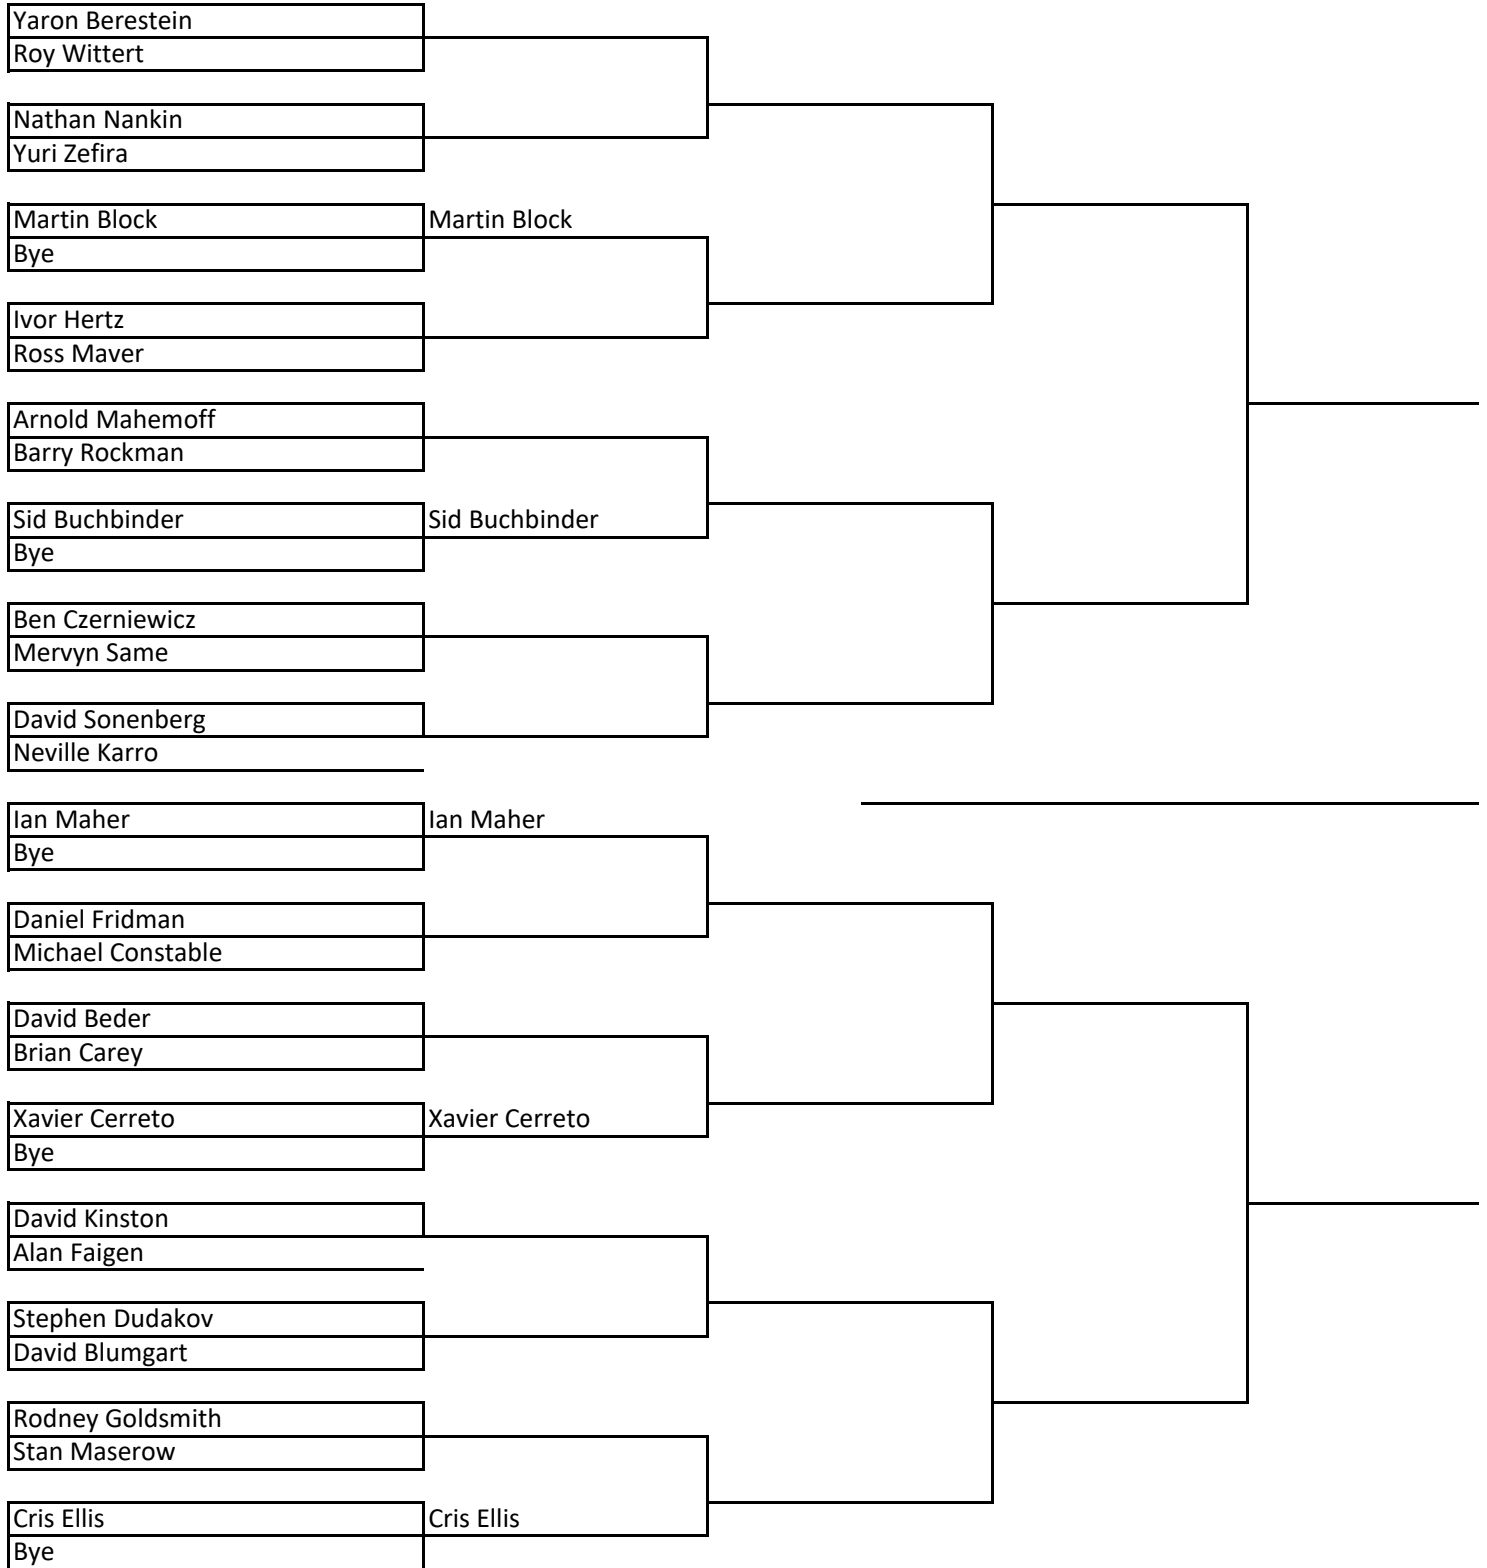 Yaron Berestein
Roy Wittert
Nathan Nankin
Yuri Zefira
Martin Block
Martin Block
Bye
Ivor Hertz
Ross Maver
Arnold Mahemoff
Barry Rockman
Sid Buchbinder
Sid Buchbinder
Bye
Ben Czerniewicz
Mervyn Same
David Sonenberg
Neville Karro
Ian Maher
Ian Maher
Bye
Daniel Fridman
Michael Constable
David Beder
Brian Carey
Xavier Cerreto
Xavier Cerreto
Bye
David Kinston
Alan Faigen
Stephen Dudakov
David Blumgart
Rodney Goldsmith
Stan Maserow
Cris Ellis
Cris Ellis
Bye